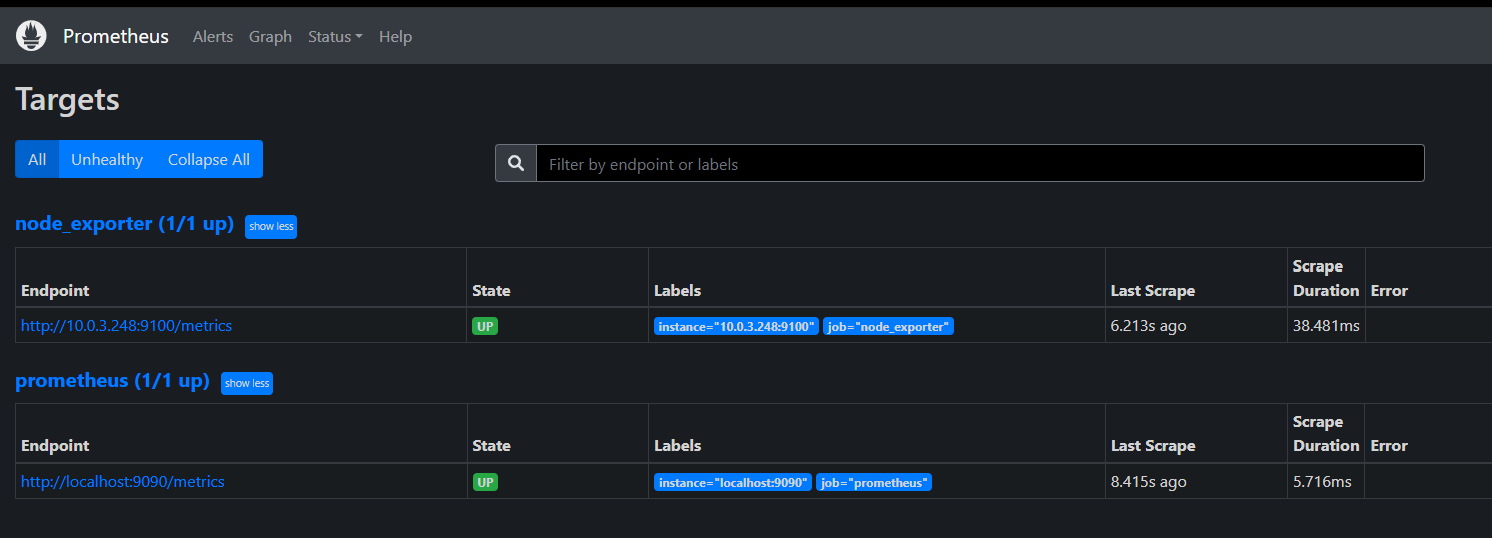 Prometheus Alerts Graph Status Help
Targets
All Unhealthy Collapse All
Filter by endpoint or labels
node_exporter (1/1 up) show less
Endpoint State Labels Last Scrape Scrape Duration Error
http://10.0.3.248:9100/metrics UP instance="10.0.3.248:9100" job="node_exporter" 6.213s ago 38.481ms
prometheus (1/1 up) show less
Endpoint State Labels Last Scrape Scrape Duration Error
http://localhost:9090/metrics UP instance="localhost:9090" job="prometheus" 8.415s ago 5.716ms